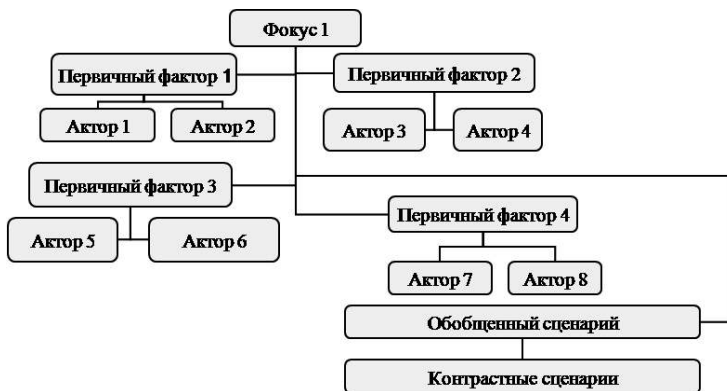 Фокус 1
Первичный фактор 1
Первичный фактор 2
Актор 1
Актор 2
Актор 3
Актор 4
Первичный фактор 3
Первичный фактор 4
Актор 5
Актор 6
Актор 7
Актор 8
Обобщенный сценарий
Контрастные сценарии